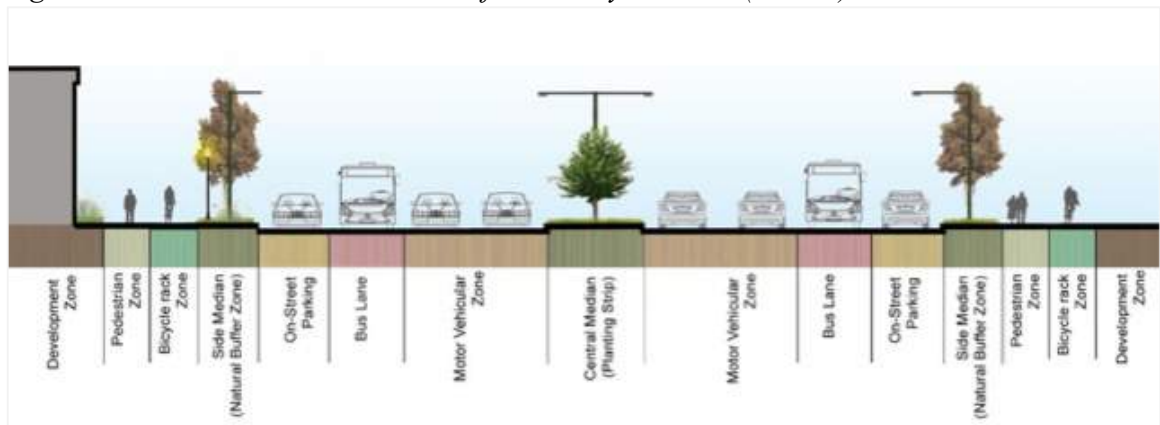 Development
Zone
Pedestrian
Zone
Bicycle rack
Zone
Side Median
(Natural Buffer Zone)
On-Street
Parking
Bus Lane
Motor Vehicular
Zone
Central Median
(Planting Strip)
Motor Vehicular
Zone
Bus Lane
On-Street
Parking
Side Median
(Natural Buffer Zone)
Pedestrian
Zone
Bicycle rack
Zone
Development
Zone